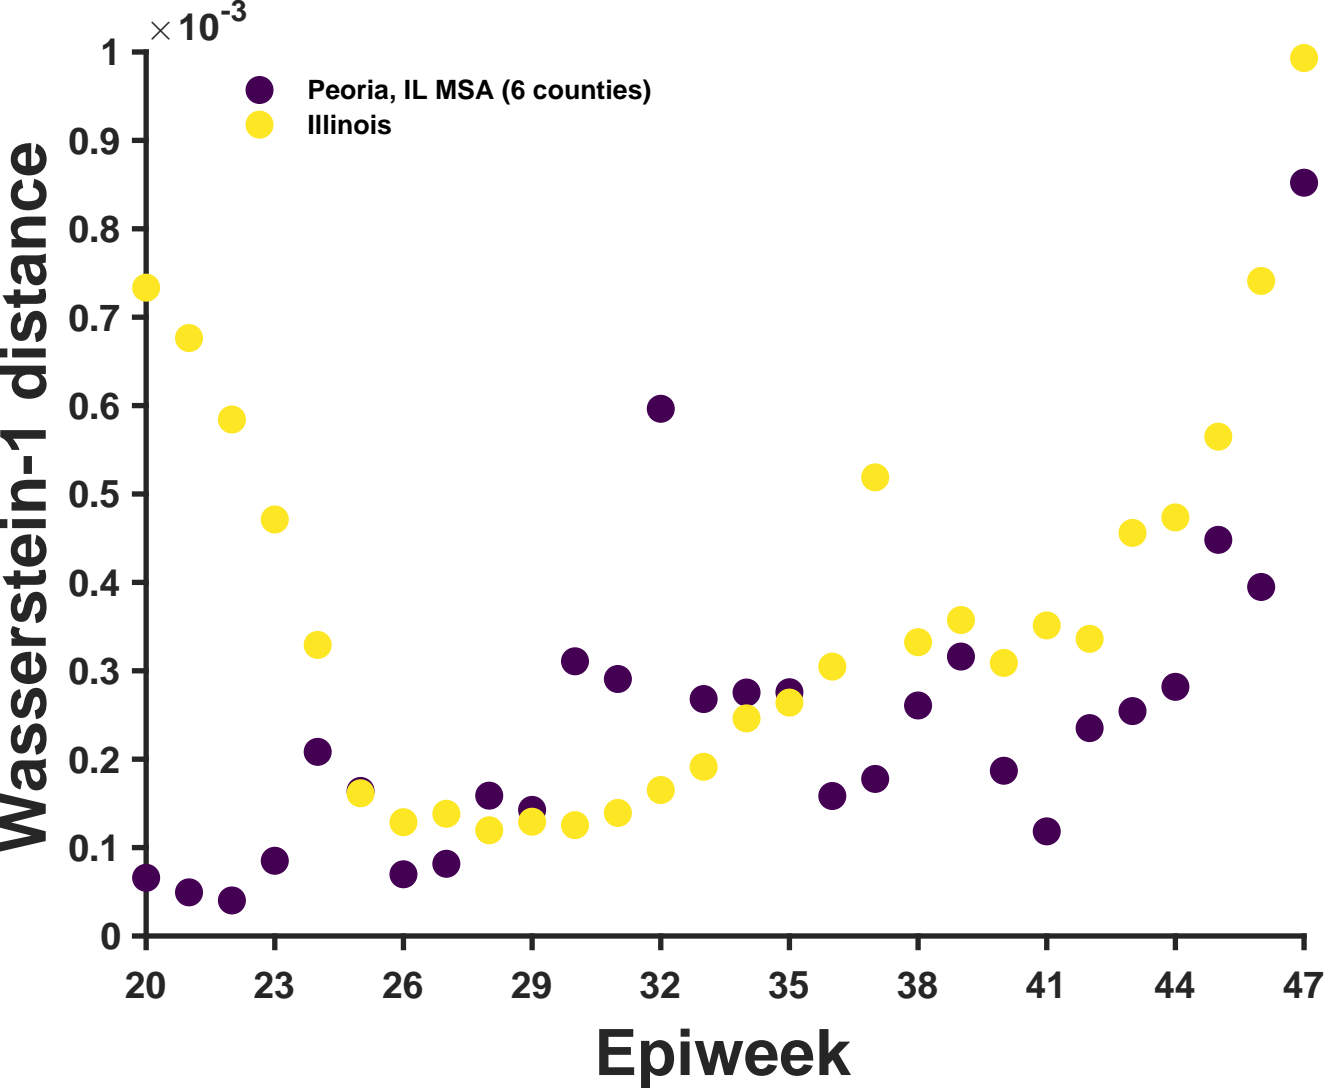 × 10-3
1
0.9
0.8
0.7
0.6
0.5
0.4
0.3
0.2
0.1
0
Wasserstein-1 distance
Peoria, IL MSA (6 counties)
Illinois
20 23 26 29 32 35 38 41 44 47
Epiweek